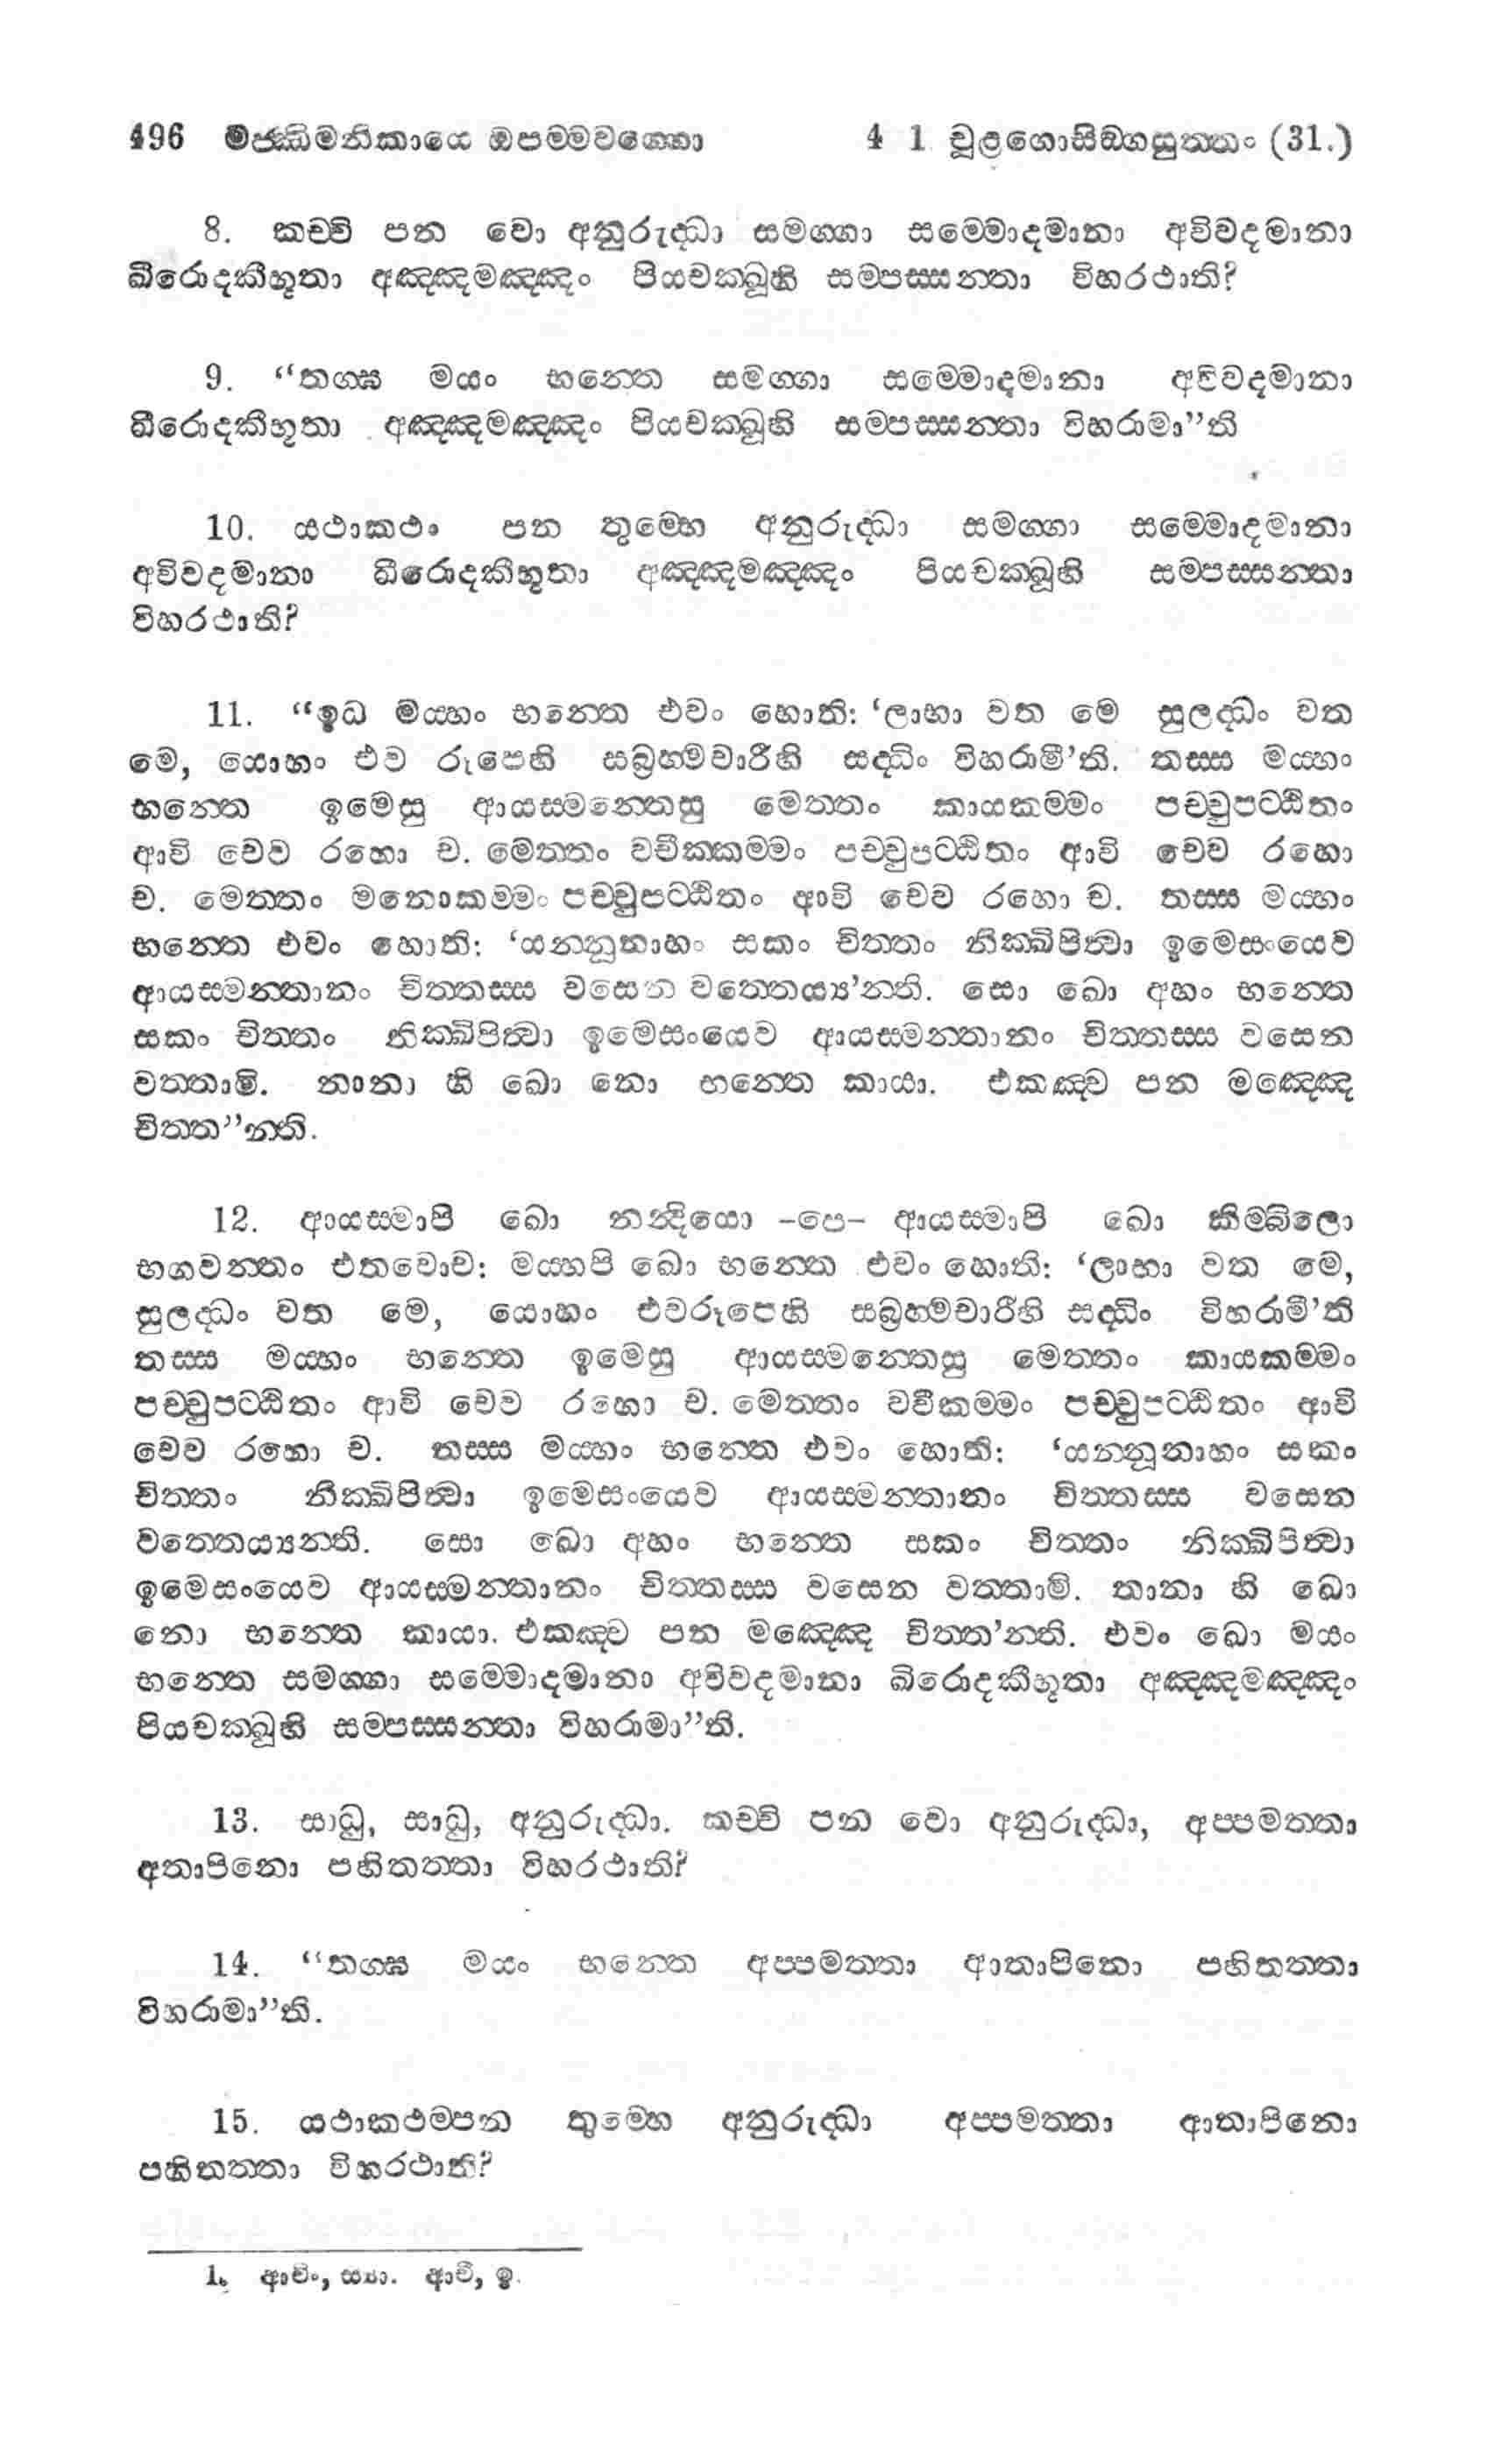 496 මජ්ඣිමනිකායෙ ඔපම්මවග්ගො 4 1 චූළගොසිඞ්ගසුත්තං (31.)
8. කච්චි පන වො අනුරුද්ධා සමග්ගා සම්මොදමානා අවිවදමානා
ඛීරොදකීභූතා අඤ්ඤමඤ්ඤං පියචක්ඛූහි සම්පස්සන්තා විහරථාති?
9. “තග්ඝ මයං භන්තෙ සමග්ගා සම්මොදමානා අවිවදමානා
ඛීරොදකීභූතා අඤ්ඤමඤ්ඤං පියචක්ඛූහි සම්පස්සන්තා විහරාමා”ති
10. යථාකථං පන තුම්හෙ අනුරුද්ධා සමග්ගා සම්මොදමානා
අවිවදමානා ඛීරොදකීභූතා අඤ්ඤමඤ්ඤං පියචක්ඛූහි සම්පස්සන්තා
විහරථාති?
11. “ඉධ මය්හං භන්තෙ එවං හොති: ‘ලාභා වත මෙ සුලද්ධං වත
මෙ, යොහං එව රූපෙහි සබ්‍රහ්මචාරීහි සද්ධිං විහරාමී’ති. තස්ස මය්හං
භන්තෙ ඉමෙසු ආයස්මන්තෙසු මෙත්තං කායකම්මං පච්චුපට්ඨිතං
ආවි චෙව රහො ච. මෙත්තං වචීකම්මං පච්චුපට්ඨිතං ආවි චෙව රහො
ච. මෙත්තං මනොකම්මං පච්චුපට්ඨිතං ආවි චෙව රහො ච. තස්ස මය්හං
භන්තෙ එවං හොති: ‘යන්නූනාහං සකං චිත්තං නික්ඛිපිත්වා ඉමෙසංයෙව
ආයස්මන්තානං චිත්තස්ස වසෙන වත්තෙය්‍ය’න්ති. සො ඛො අහං භන්තෙ
සකං චිත්තං නික්ඛිපිත්වා ඉමෙසංයෙව ආයස්මන්තානං චිත්තස්ස වසෙන
වත්තාමි. නානා හි ඛො නො භන්තෙ කායා. එකඤ්ච පන මඤ්ඤෙ
චිත්ත”න්ති.
12. ආයස්මාපි ඛො නන්දියො –පෙ– ආයස්මාපි ඛො කිම්බිලො
භගවන්තං එතවොච: මය්හපි ඛො භන්තෙ එවං හොති: ‘ලාභා වත මෙ,
සුලද්ධං වත මෙ, යොහං එවරූපෙහි සබ්‍රහ්මචාරීහි සද්ධිං විහරාමී’ති
තස්ස මය්හං භන්තෙ ඉමෙසු ආයස්මන්තෙසු මෙත්තං කායකම්මං
පච්චුපට්ඨිතං ආවි චෙව රහො ච. මෙත්තං වචීකම්මං පච්චුපට්ඨිතං ආවි
චෙව රහො ච. තස්ස මය්හං භන්තෙ එවං හොති: ‘යන්නූනාහං සකං
චිත්තං නික්ඛිපිත්වා ඉමෙසංයෙව ආයස්මන්තානං චිත්තස්ස වසෙන
වත්තෙය්‍යන්ති. සො ඛො අහං භන්තෙ සකං චිත්තං නික්ඛිපිත්වා
ඉමෙසංයෙව ආයස්මන්තානං චිත්තස්ස වසෙන වත්තාමි. නානා හි ඛො
නො භන්තෙ කායා. එකඤ්ච පන මඤ්ඤෙ චිත්ත’න්ති. එවං ඛො මයං
භන්තෙ සමග්ගා සම්මොදමානා අවිවදමානා ඛිරොදකීභූතා අඤ්ඤමඤ්ඤං
පියචක්ඛූහි සම්පස්සන්තා විහරාමා”ති.
13. සාධු, සාධු, අනුරුද්ධා. කච්චි පන වො අනුරුද්ධා, අප්පමත්තා
අතාපිනො පහිතත්තා විහරථාති?
14. “තග්ඝ මයං භන්තෙ අප්පමත්තා ආතාපිනො පහිතත්තා
විහරාමා”ති.
15. යථාකථම්පන තුම්හෙ අනුරුද්ධා අප්පමත්තා ආතාපිනො
පහිතත්තා විහරථාති?
1. ආවිං, ස්‍යා. ආවී, ඉ.